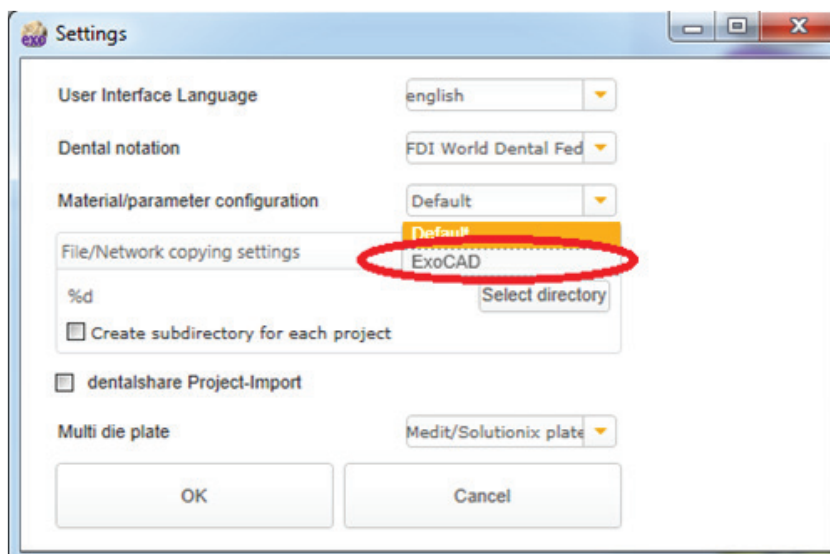 exo
Settings
User Interface Language
english
Dental notation
FDI World Dental Fed
Material/parameter configuration
Default
Default
ExoCAD
File/Network copying settings
%d
Select directory
Create subdirectory for each project
dentalshare Project-Import
Multi die plate
Medit/Solutionix plate
OK
Cancel